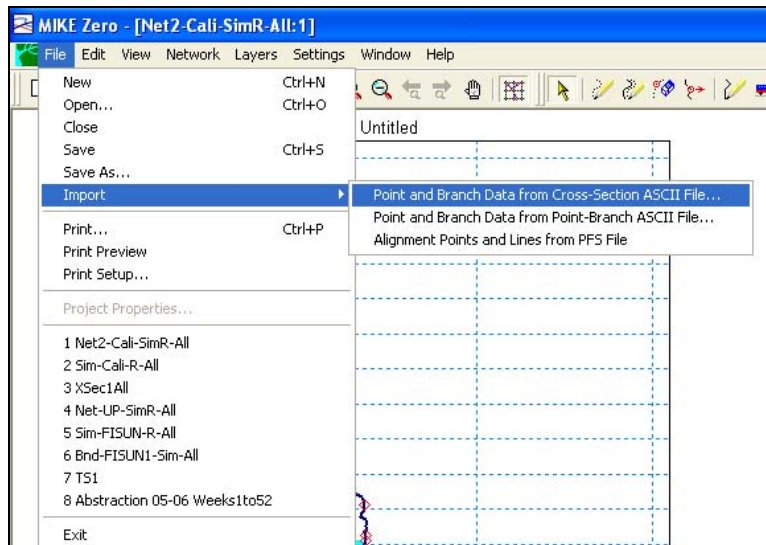 MIKE Zero - [Net2-Cali-SimR-All:1]
File Edit View Network Layers Settings Window Help
New Ctrl+N
Open... Ctrl+O
Close
Save Ctrl+S
Save As...
Import
Print... Ctrl+P
Print Preview
Print Setup...
Project Properties...
1 Net2-Cali-SimR-All
2 Sim-Cali-R-All
3 XSec1All
4 Net-UP-SimR-All
5 Sim-FISUN-R-All
6 Bnd-FISUN1-Sim-All
7 TS1
8 Abstraction 05-06 Weeks1to52
Exit
Untitled
Point and Branch Data from Cross-Section ASCII File...
Point and Branch Data from Point-Branch ASCII File...
Alignment Points and Lines from PFS File